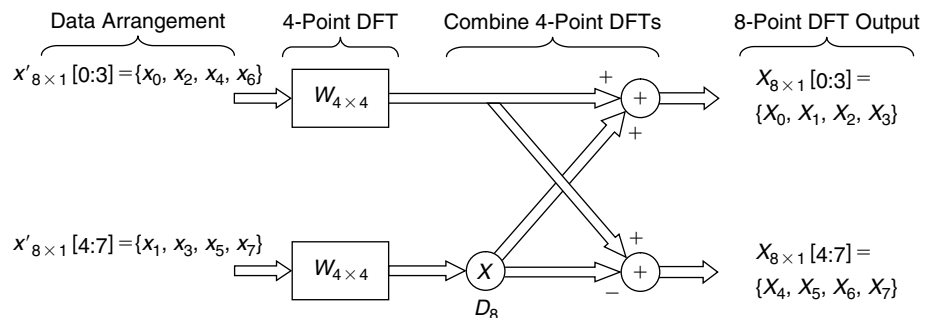 Data Arrangement 4-Point DFT Combine 4-Point DFTs 8-Point DFT Output
x′8×1 [0:3] = {x0, x2, x4, x6}
W4×4
+
+
+
X8×1 [0:3] =
{X0, X1, X2, X3}
x′8×1 [4:7] = {x1, x3, x5, x7}
W4×4
X
D8
+
+
−
X8×1 [4:7] =
{X4, X5, X6, X7}